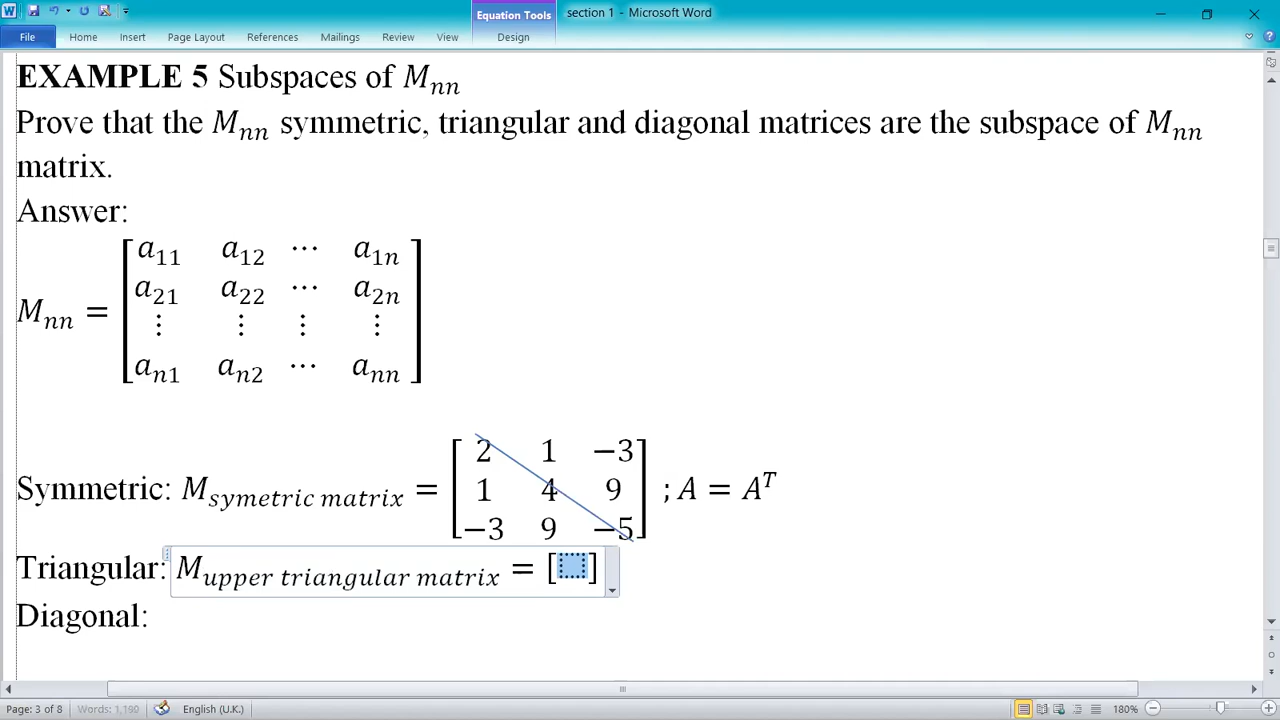 Equation Tools
section 1 - Microsoft Word
File Home Insert Page Layout References Mailings Review View Design
EXAMPLE 5 Subspaces of Mₙₙ
Prove that the Mₙₙ symmetric, triangular and diagonal matrices are the subspace of Mₙₙ
matrix.
Answer:
a₁₁ a₁₂ ⋯ a₁ₙ
a₂₁ a₂₂ ⋯ a₂ₙ
Mₙₙ =
⋮ ⋮ ⋮ ⋮
aₙ₁ aₙ₂ ⋯ aₙₙ
2 1 −3
Symmetric: M_symetric matrix = [1 4 9] ; A = Aᵀ
−3 9 −5
Triangular: M_upper triangular matrix = [ ]
Diagonal:
Page: 3 of 8 Words: 1,190 English (U.K.) 180%